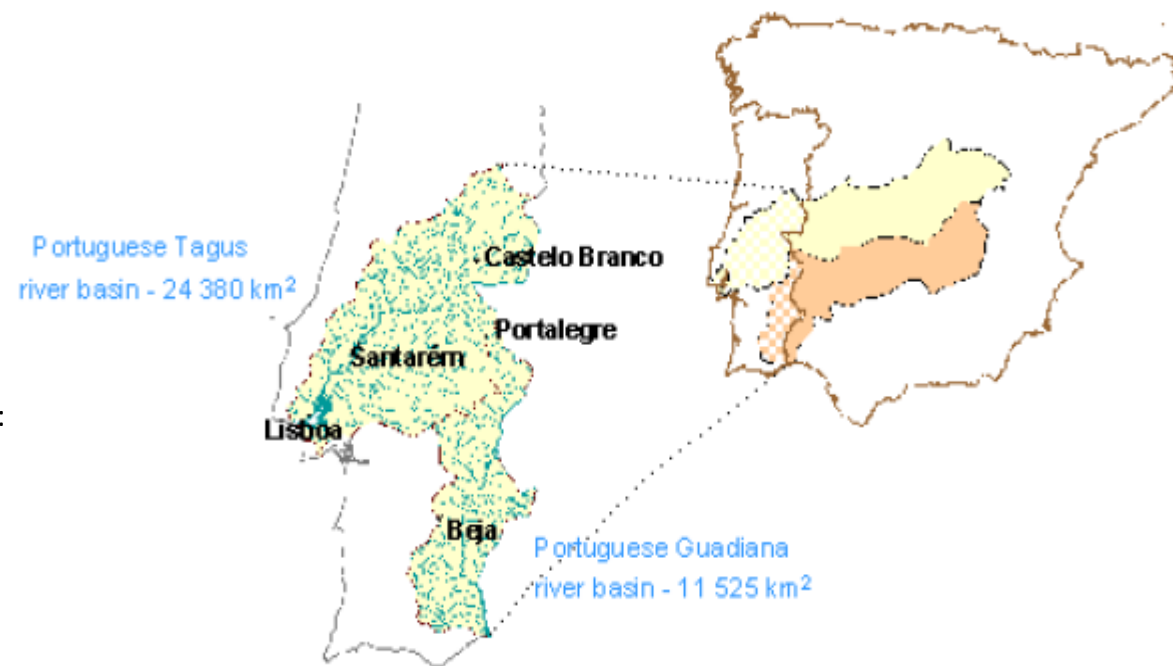 Portuguese Tagus
river basin - 24 380 km²
Castelo Branco
Portalegre
Santarém
:
Lisboa
Beja
Portuguese Guadiana
river basin - 11 525 km²